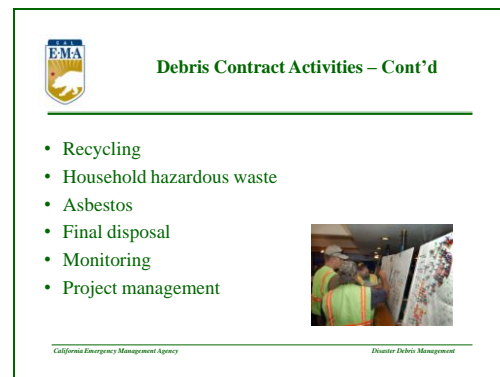 CAL
EMA
Debris Contract Activities – Cont'd
• Recycling
• Household hazardous waste
• Asbestos
• Final disposal
• Monitoring
• Project management
California Emergency Management Agency
Disaster Debris Management